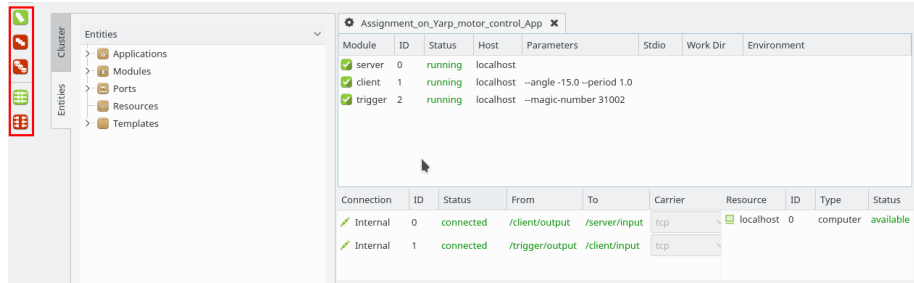 Cluster
Entities
Entities
Applications
Modules
Ports
Resources
Templates
Assignment_on_Yarp_motor_control_App
Module ID Status Host Parameters Stdio Work Dir Environment
server 0 running localhost
client 1 running localhost --angle -15.0 --period 1.0
trigger 2 running localhost --magic-number 31002
Connection ID Status From To Carrier
Internal 0 connected /client/output /server/input tcp
Internal 1 connected /trigger/output /client/input tcp
Resource ID Type Status
localhost 0 computer available